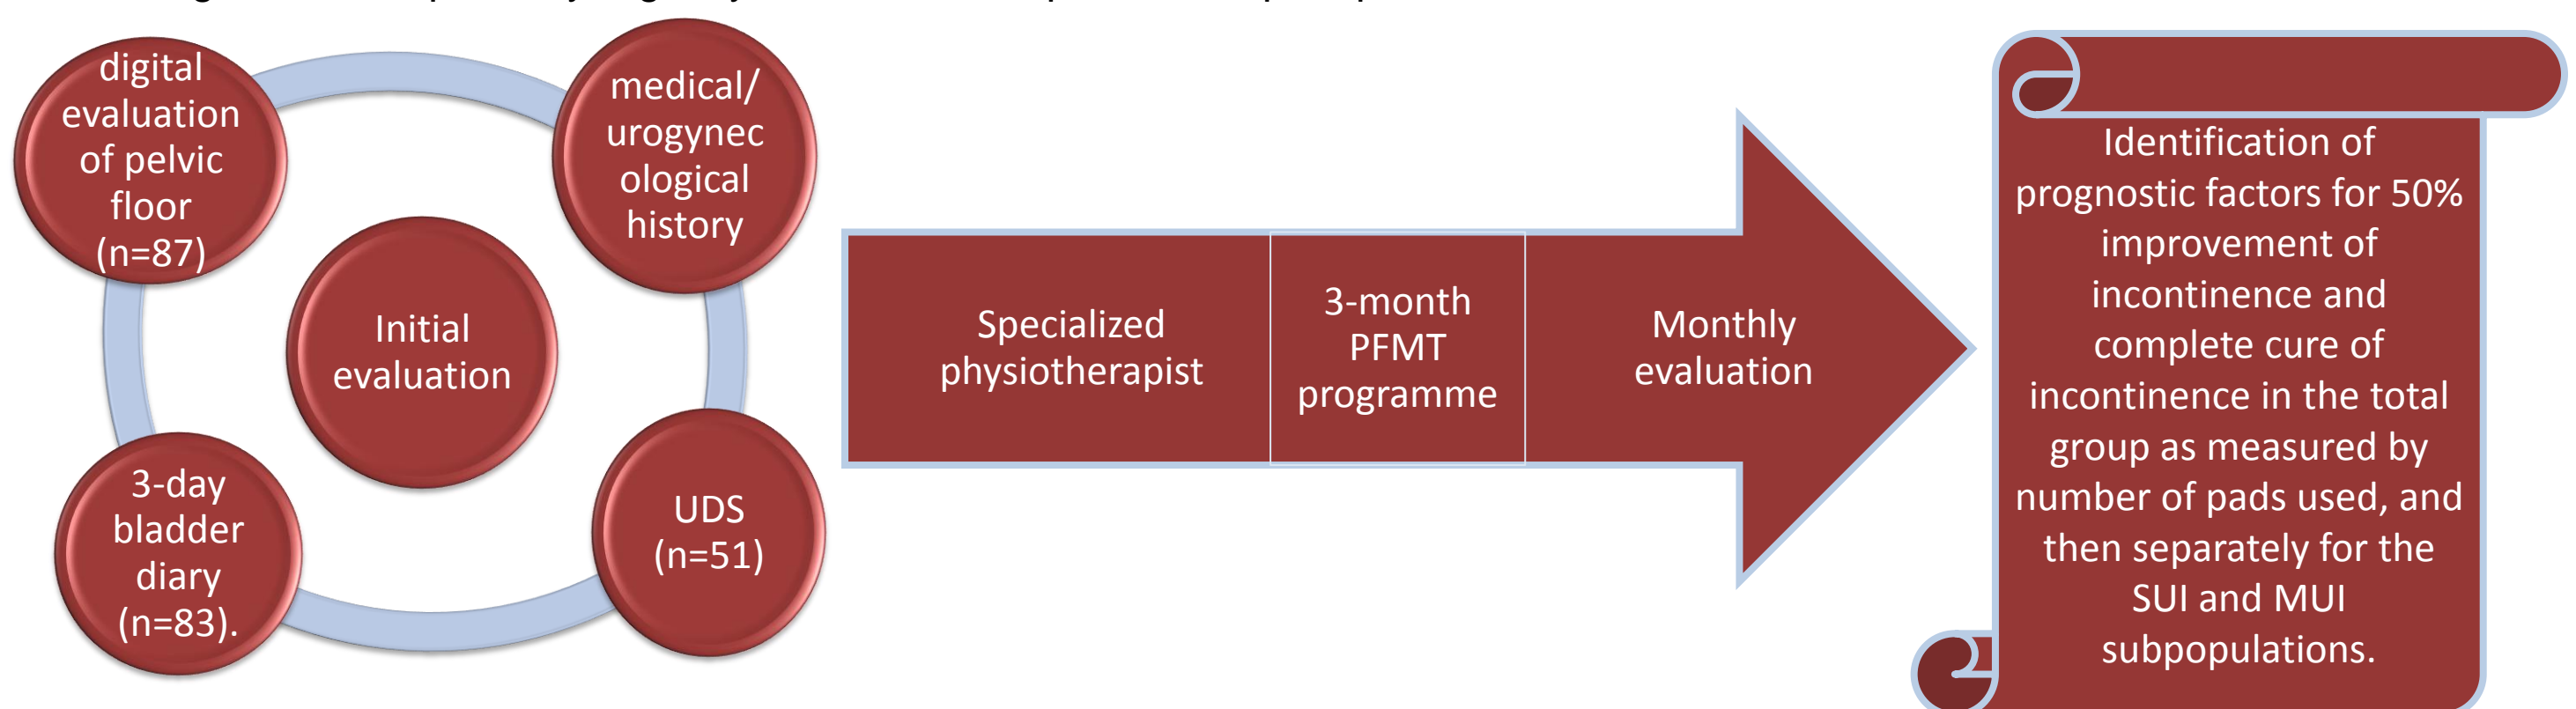 digital
evaluation
of pelvic
floor
(n=87)
medical/
urogynec
ological
history
Initial
evaluation
3-day
bladder
diary
(n=83).
UDS
(n=51)
Specialized
physiotherapist
3-month
PFMT
programme
Monthly
evaluation
Identification of
prognostic factors for 50%
improvement of
incontinence and
complete cure of
incontinence in the total
group as measured by
number of pads used, and
then separately for the
SUI and MUI
subpopulations.